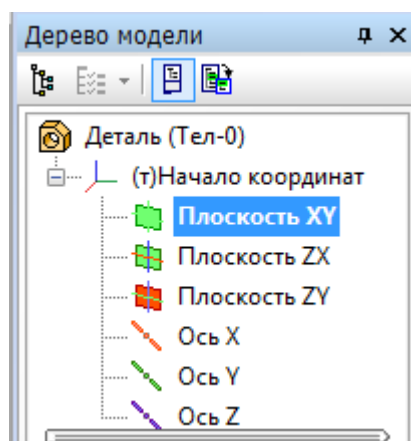 Дерево модели
Деталь (Тел-0)
(т)Начало координат
Плоскость XY
Плоскость ZX
Плоскость ZY
Ось X
Ось Y
Ось Z